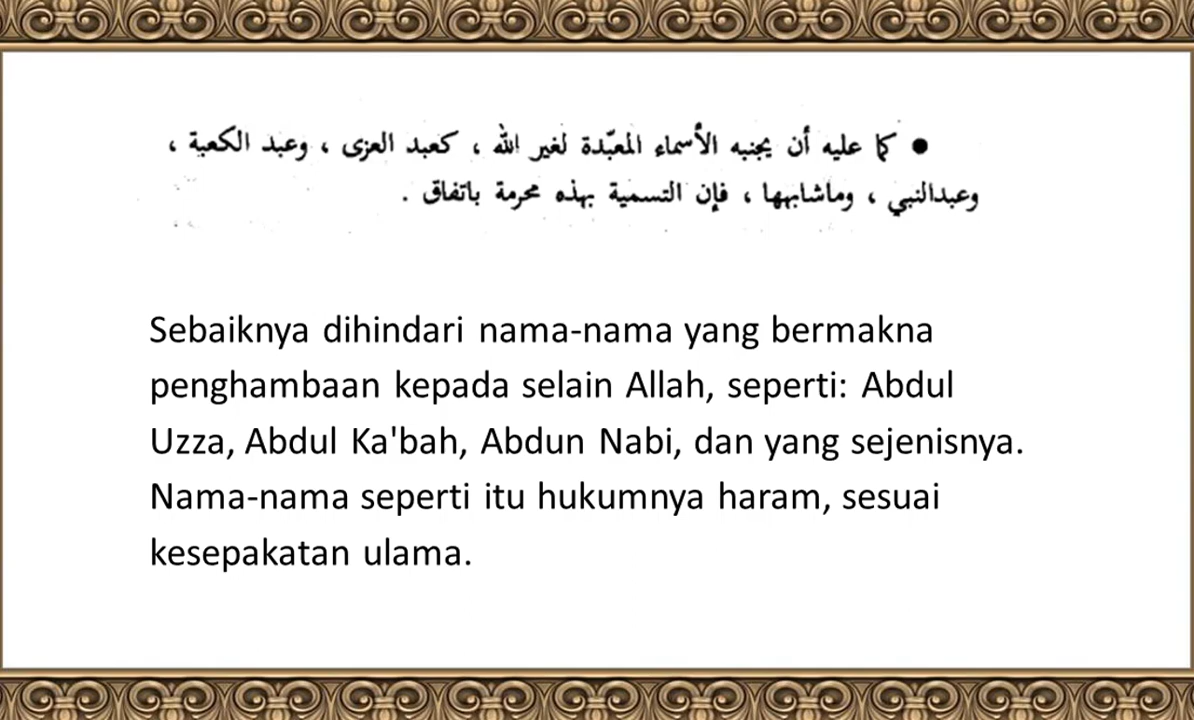 ● كما عليه أن يجنبه الأسماء المعبّدة لغير الله ، كعبد العزى ، وعبد الكعبة ،
وعبدالنبي ، وماشابهها ، فإن التسمية بهذه محرمة باتفاق .
Sebaiknya dihindari nama-nama yang bermakna
penghambaan kepada selain Allah, seperti: Abdul
Uzza, Abdul Ka'bah, Abdun Nabi, dan yang sejenisnya.
Nama-nama seperti itu hukumnya haram, sesuai
kesepakatan ulama.